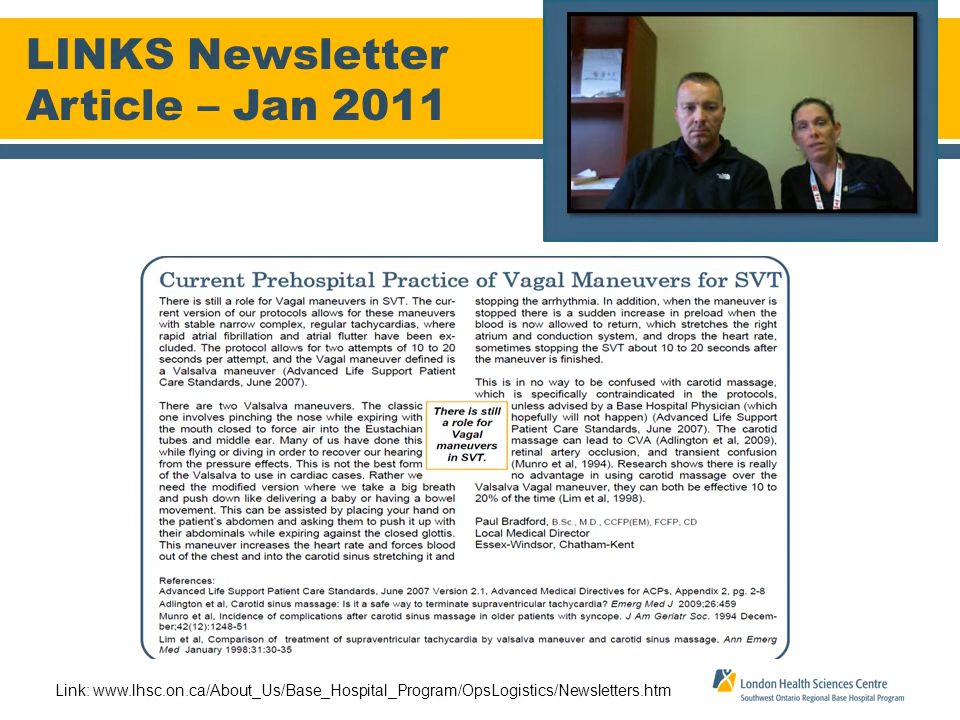 LINKS Newsletter
Article – Jan 2011
Current Prehospital Practice of Vagal Maneuvers for SVT
There is still a role for Vagal maneuvers in SVT. The cur-
rent version of our protocols allows for these maneuvers
with stable narrow complex, regular tachycardias, where
rapid atrial fibrillation and atrial flutter have been ex-
cluded. The protocol allows for two attempts of 10 to 20
seconds per attempt, and the Vagal maneuver defined is
a Valsalva maneuver (Advanced Life Support Patient
Care Standards, June 2007).
There are two Valsalva maneuvers. The classic
one involves pinching the nose while expiring with
the mouth closed to force air into the Eustachian
tubes and middle ear. Many of us have done this
while flying or diving in order to recover our hearing
from the pressure effects. This is not the best form
of the Valsalva to use in cardiac cases. Rather we
need the modified version where we take a big breath
and push down like delivering a baby or having a bowel
movement. This can be assisted by placing your hand on
the patient's abdomen and asking them to push it up with
their abdominals while expiring against the closed glottis.
This maneuver increases the heart rate and forces blood
out of the chest and into the carotid sinus stretching it and
There is still
a role for
Vagal
maneuvers
in SVT.
stopping the arrhythmia. In addition, when the maneuver is
stopped there is a sudden increase in preload when the
blood is now allowed to return, which stretches the right
atrium and conduction system, and drops the heart rate,
sometimes stopping the SVT about 10 to 20 seconds after
the maneuver is finished.
This is in no way to be confused with carotid massage,
which is specifically contraindicated in the protocols,
unless advised by a Base Hospital Physician (which
hopefully will not happen) (Advanced Life Support
Patient Care Standards, June 2007). The carotid
massage can lead to CVA (Adlington et al, 2009),
retinal artery occlusion, and transient confusion
(Munro et al, 1994). Research shows there is really
no advantage in using carotid massage over the
Valsalva Vagal maneuver, they can both be effective 10 to
20% of the time (Lim et al, 1998).
Paul Bradford, B.Sc., M.D., CCFP(EM), FCFP, CD
Local Medical Director
Essex-Windsor, Chatham-Kent
References:
Advanced Life Support Patient Care Standards, June 2007 Version 2.1, Advanced Medical Directives for ACPs, Appendix 2, pg. 2-8
Adlington et al, Carotid sinus massage: Is it a safe way to terminate supraventricular tachycardia? Emerg Med J 2009;26:459
Munro et al, Incidence of complications after carotid sinus massage in older patients with syncope. J Am Geriatr Soc. 1994 Decem-
ber;42(12):1248-51
Lim et al, Comparison of treatment of supraventricular tachycardia by valsalva maneuver and carotid sinus massage, Ann Emerg
Med January 1998;31:30-35
Link: www.lhsc.on.ca/About_Us/Base_Hospital_Program/OpsLogistics/Newsletters.htm
London Health Sciences Centre
Southwest Ontario Regional Base Hospital Program